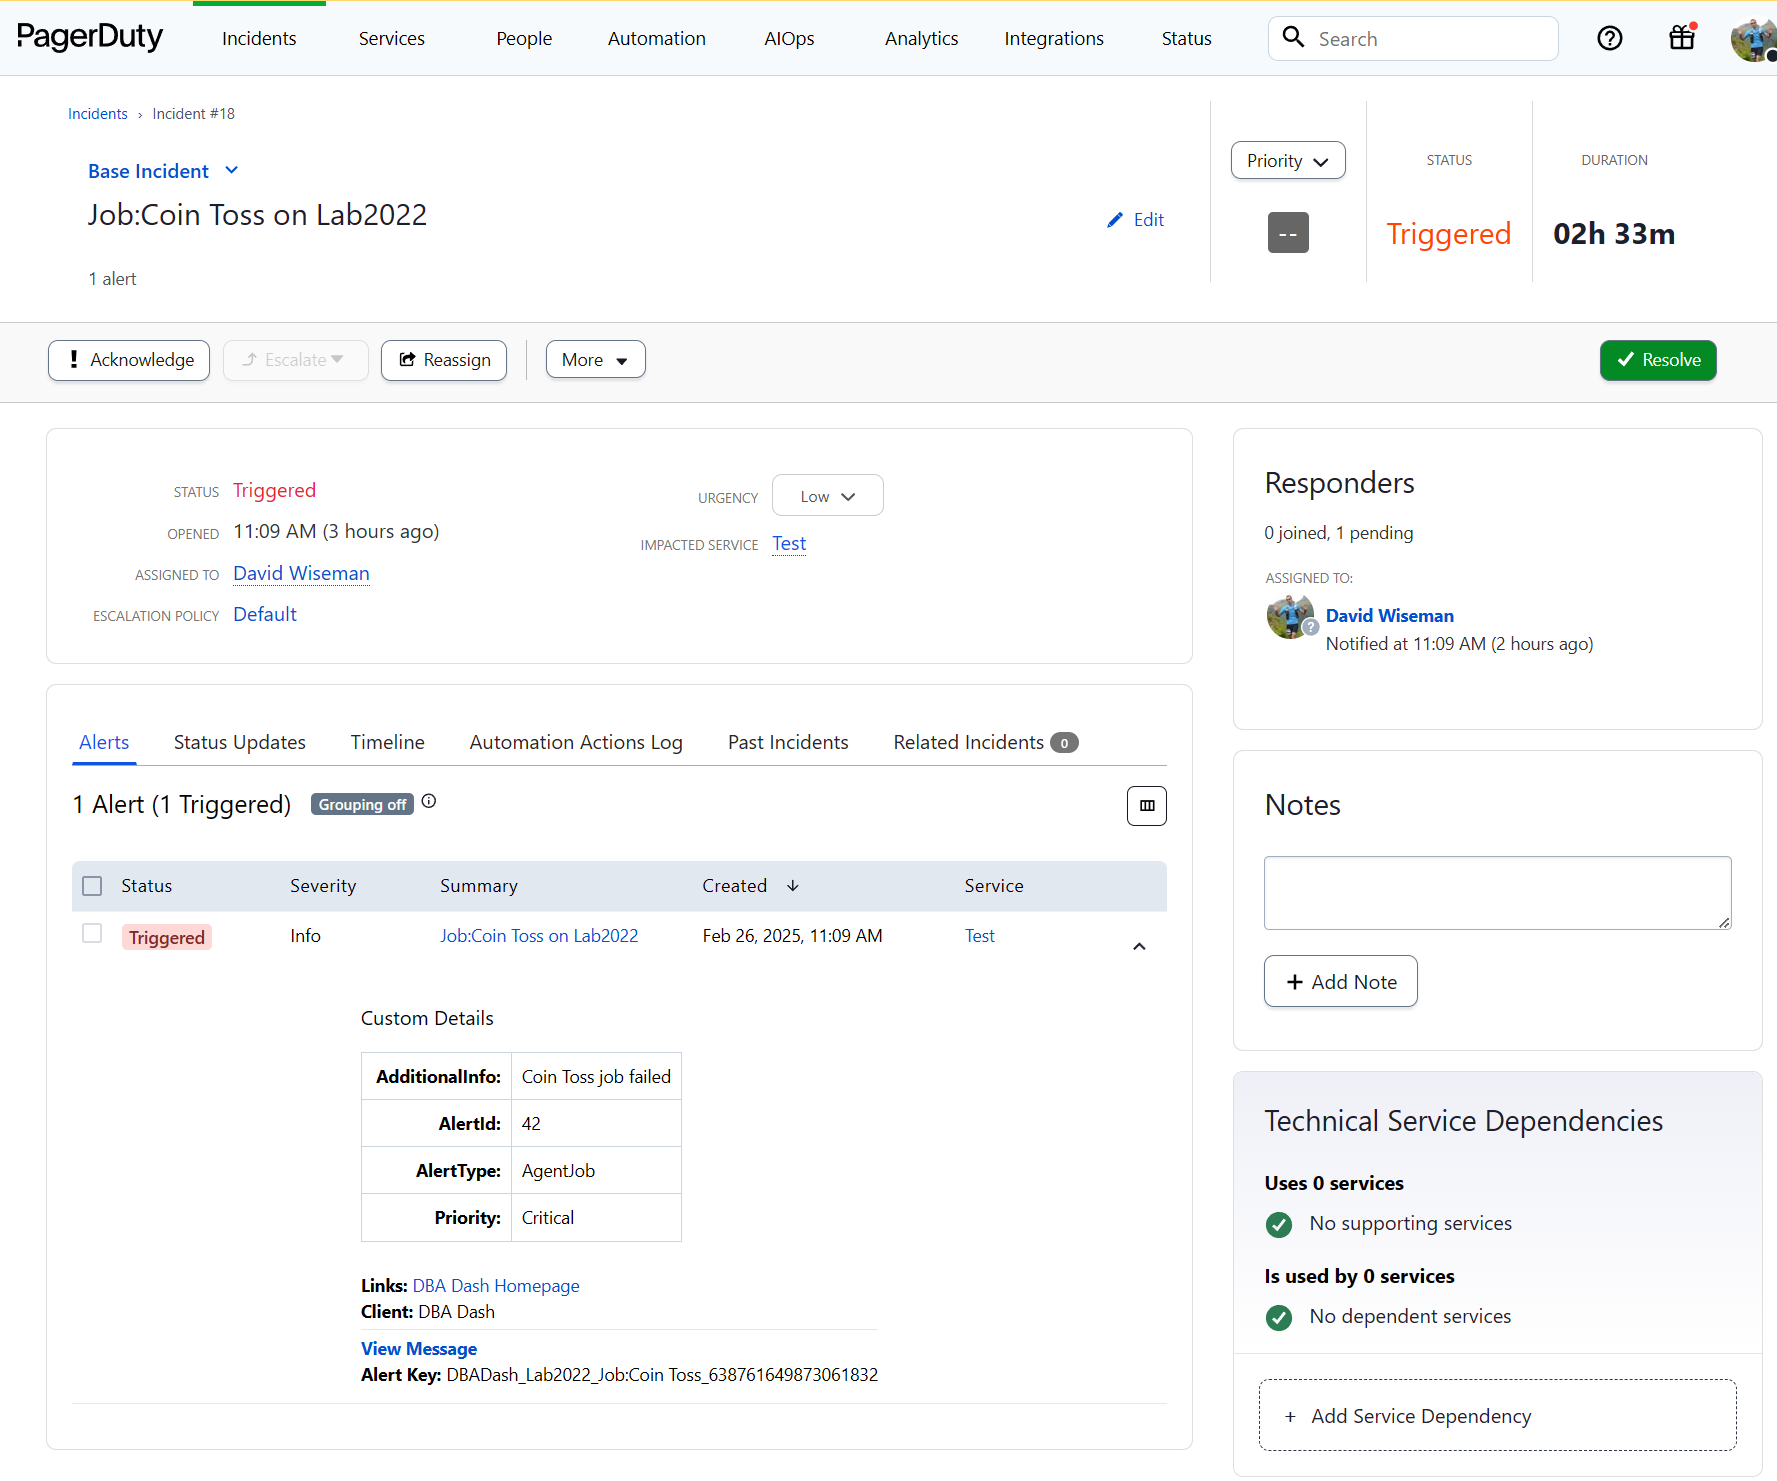 PagerDuty
Incidents
Services
People
Automation
AIOps
Analytics
Integrations
Status
Search
Incidents › Incident #18
Base Incident
Job:Coin Toss on Lab2022
1 alert
Edit
Priority
--
STATUS
Triggered
DURATION
02h 33m
Acknowledge
Escalate
Reassign
More
Resolve
STATUS Triggered
OPENED 11:09 AM (3 hours ago)
ASSIGNED TO David Wiseman
ESCALATION POLICY Default
URGENCY Low
IMPACTED SERVICE Test
Alerts
Status Updates
Timeline
Automation Actions Log
Past Incidents
Related Incidents 0
1 Alert (1 Triggered) Grouping off
Status Severity Summary Created Service
Triggered Info Job:Coin Toss on Lab2022 Feb 26, 2025, 11:09 AM Test
Custom Details
AdditionalInfo: Coin Toss job failed
AlertId: 42
AlertType: AgentJob
Priority: Critical
Links: DBA Dash Homepage
Client: DBA Dash
View Message
Alert Key: DBADash_Lab2022_Job:Coin Toss_638761649873061832
Responders
0 joined, 1 pending
ASSIGNED TO:
David Wiseman
Notified at 11:09 AM (2 hours ago)
Notes
+ Add Note
Technical Service Dependencies
Uses 0 services
No supporting services
Is used by 0 services
No dependent services
+ Add Service Dependency